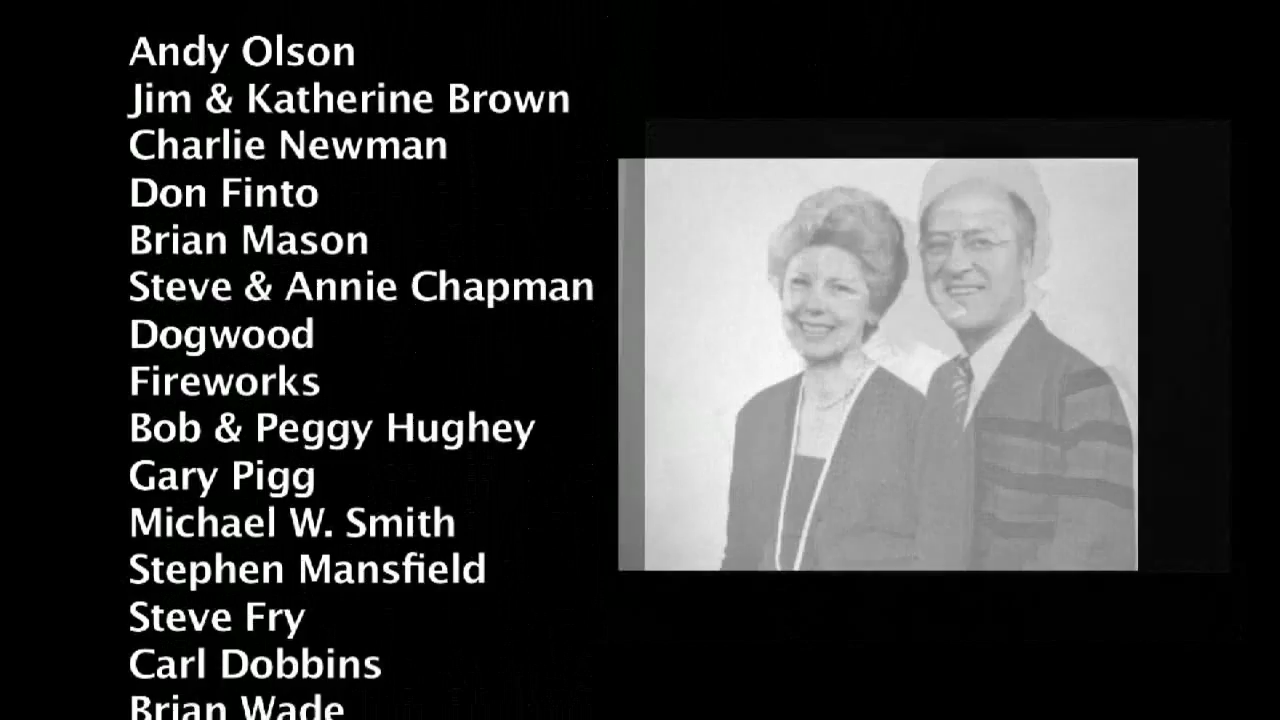 Andy Olson
Jim & Katherine Brown
Charlie Newman
Don Finto
Brian Mason
Steve & Annie Chapman
Dogwood
Fireworks
Bob & Peggy Hughey
Gary Pigg
Michael W. Smith
Stephen Mansfield
Steve Fry
Carl Dobbins
Brian Wade